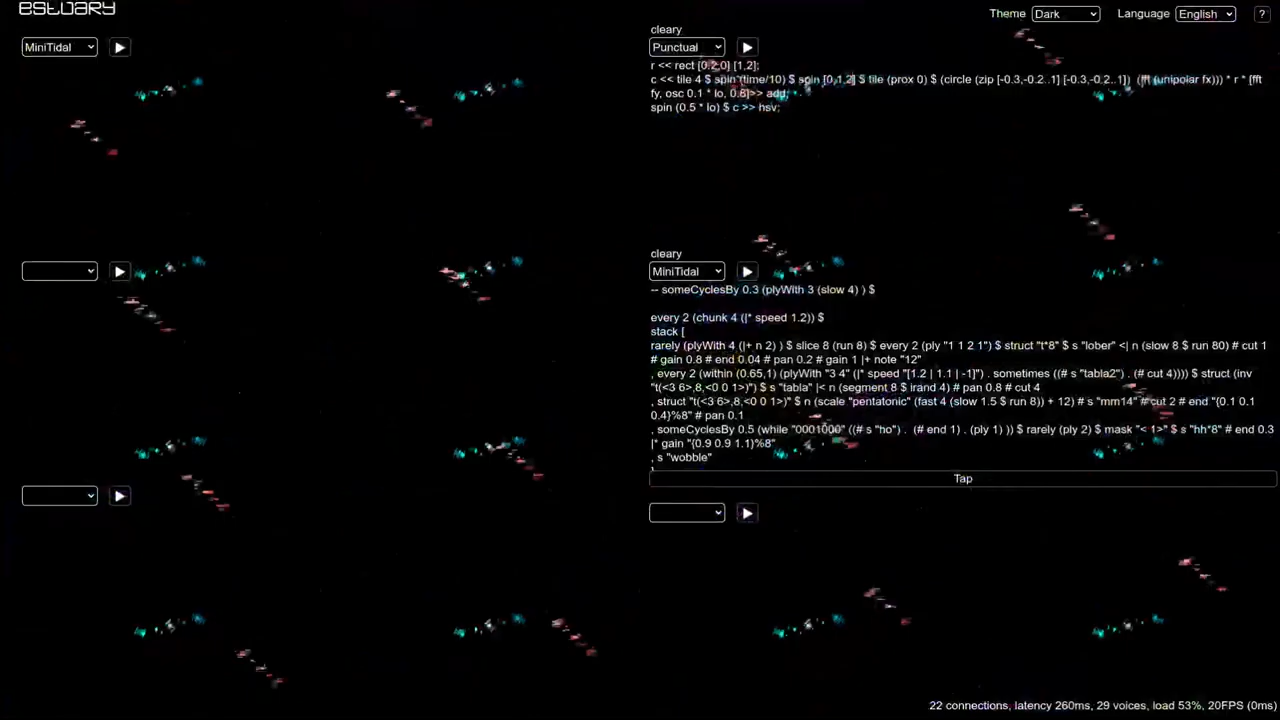 estuary
Theme Dark Language English ?
MiniTidal
cleary
Punctual
r << rect [0.2,0] [1,2];
c << tile 4 $ spin (time/10) $ spin [0,1,2] $ tile (prox 0) $ (circle (zip [-0.3,-0.2..1] [-0.3,-0.2..1]) (fft (unipolar fx))) * r * [fft
fy, osc 0.1 * lo, 0.8]>> add;
spin (0.5 * lo) $ c >> hsv;
cleary
MiniTidal
-- someCyclesBy 0.3 (plyWith 3 (slow 4) ) $
every 2 (chunk 4 (|* speed 1.2)) $
stack [
rarely (plyWith 4 (|+ n 2) ) $ slice 8 (run 8) $ every 2 (ply "1 1 2 1") $ struct "t*8" $ s "lober" <| n (slow 8 $ run 80) # cut 1
# gain 0.8 # end 0.04 # pan 0.2 # gain 1 |+ note "12"
, every 2 (within (0.65,1) (plyWith "3 4" (|* speed "[1.2 | 1.1 | -1]") . sometimes ((# s "tabla2") . (# cut 4)))) $ struct (inv
"t(<3 6>,8,<0 0 1>)") $ s "tabla" |< n (segment 8 $ irand 4) # pan 0.8 # cut 4
, struct "t(<3 6>,8,<0 0 1>)" $ n (scale "pentatonic" (fast 4 (slow 1.5 $ run 8)) + 12) # s "mm14" # cut 2 # end "{0.1 0.1
0.4}%8" # pan 0.1
, someCyclesBy 0.5 (while "0001000" ((# s "ho") . (# end 1) . (ply 1) )) $ rarely (ply 2) $ mask "< 1>" $ s "hh*8" # end 0.3
|* gain "{0.9 0.9 1.1}%8"
, s "wobble"
Tap
22 connections, latency 260ms, 29 voices, load 53%, 20FPS (0ms)